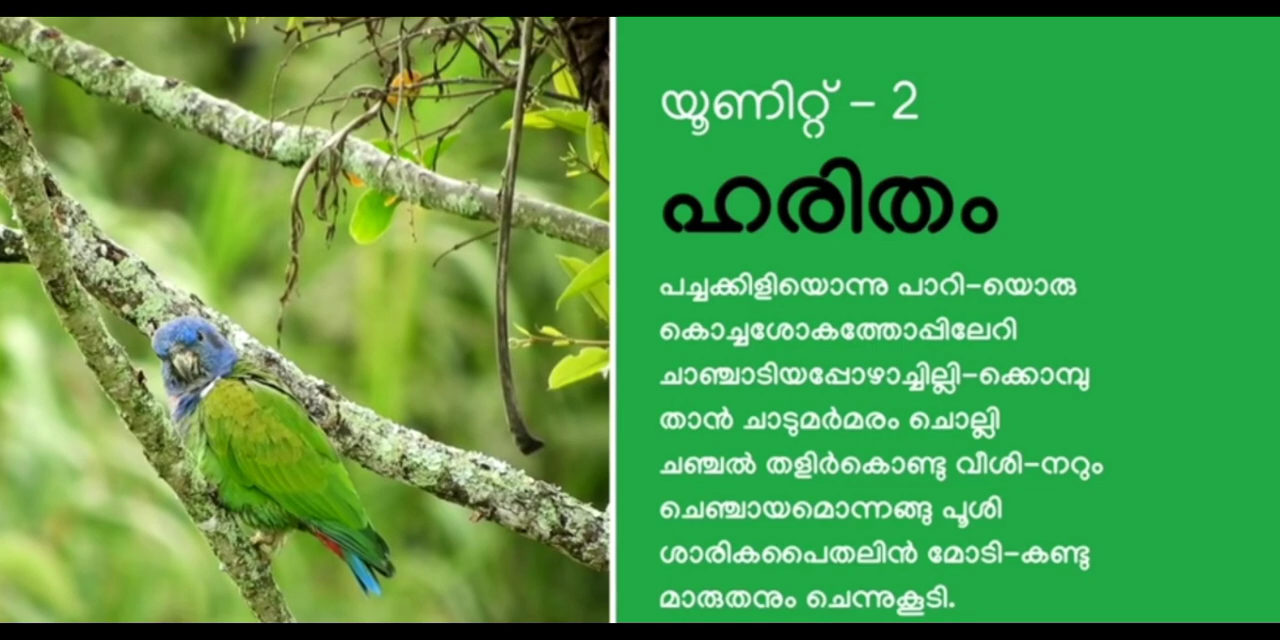 യൂണിറ്റ് – 2
ഹരിതം
പച്ചക്കിളിയൊന്നു പാറി–യൊരു
കൊച്ചശോകത്തോപ്പിലേറി
ചാഞ്ചാടിയപ്പോഴാച്ചില്ലി–ക്കൊമ്പു
താൻ ചാടുമർമരം ചൊല്ലി
ചഞ്ചൽ തളിർകൊണ്ടു വീശി–നറും
ചെഞ്ചായമൊന്നങ്ങു പൂശി
ശാരികപൈതലിൻ മോടി–കണ്ടു
മാരുതനും ചെന്നുകൂടി.